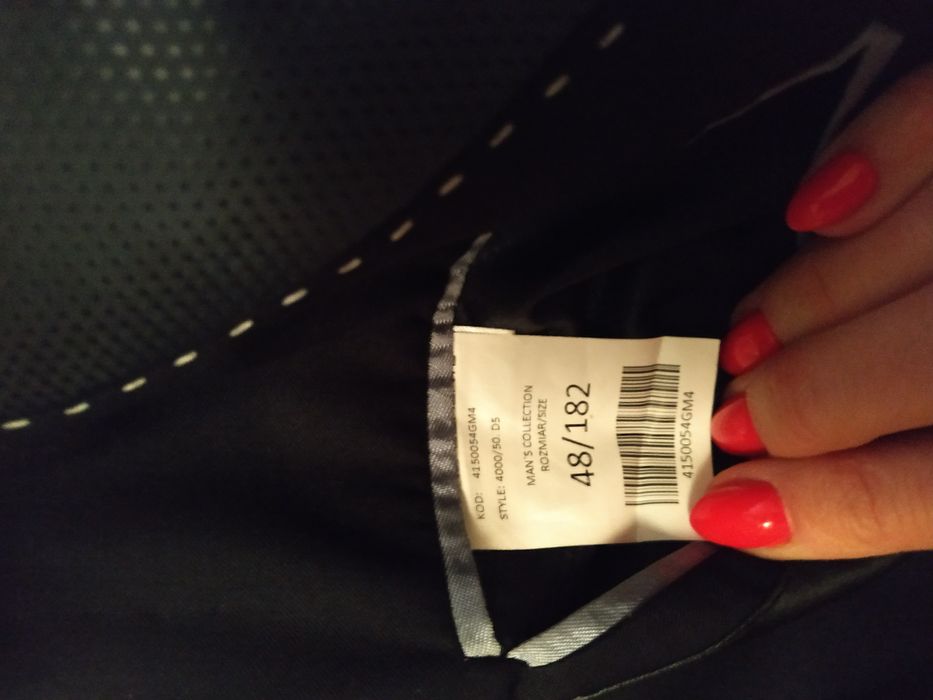 KOD: 4150054GM4
STYLE: 4000/50. D5
MAN'S COLLECTION
ROZMIAR/SIZE
48/182
4150054GM4